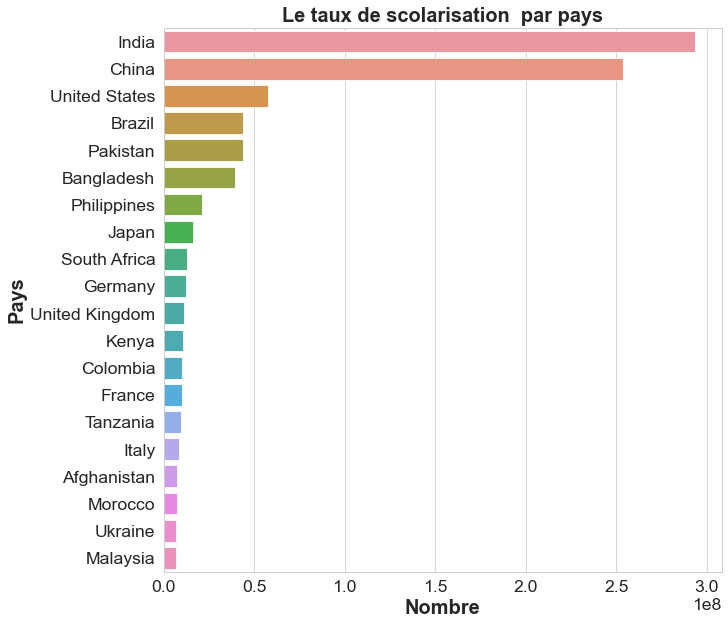 Le taux de scolarisation  par pays
India
China
United States
Brazil
Pakistan
Bangladesh
Philippines
Japan
South Africa
Germany
United Kingdom
Kenya
Colombia
France
Tanzania
Italy
Afghanistan
Morocco
Ukraine
Malaysia
Pays
0.0 0.5 1.0 1.5 2.0 2.5 3.0
1e8
Nombre